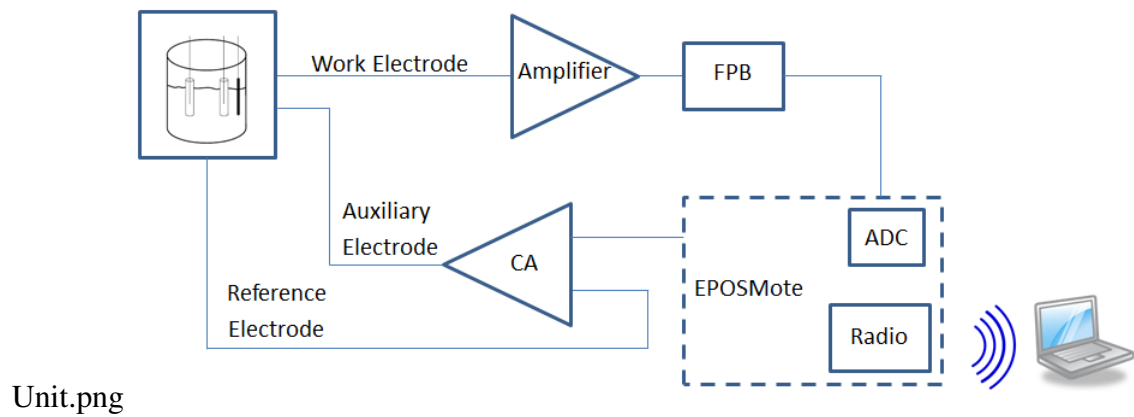 Work Electrode
Amplifier
FPB
Auxiliary
Electrode
CA
ADC
EPOSMote
Reference
Electrode
Radio
Unit.png